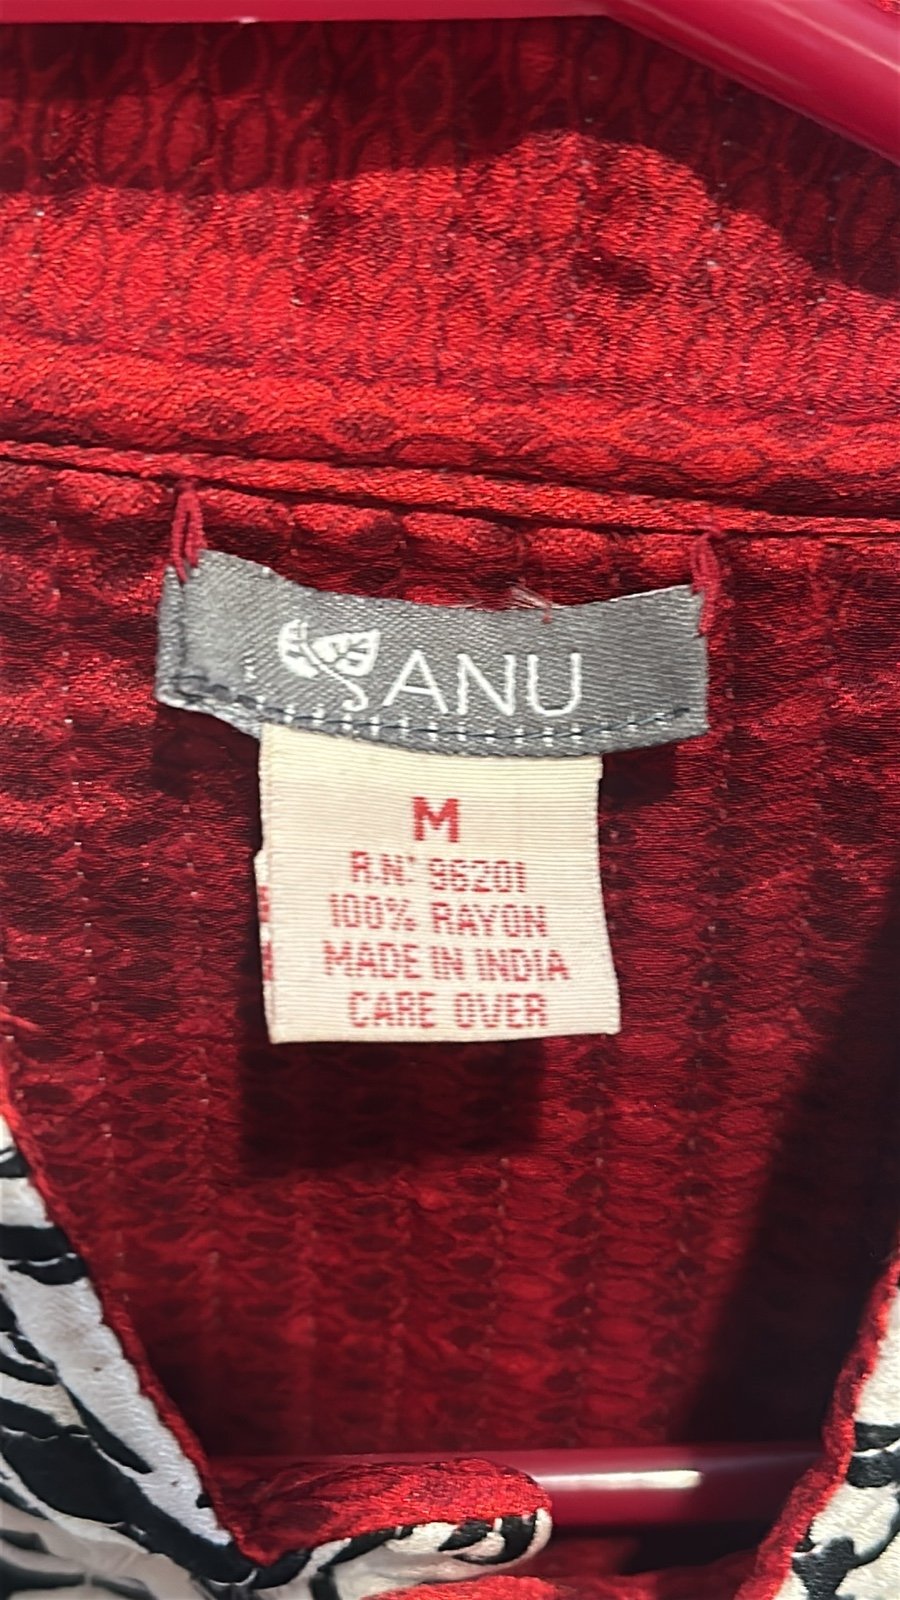 ANU
M
R.N. 96201
100% RAYON
MADE IN INDIA
CARE OVER